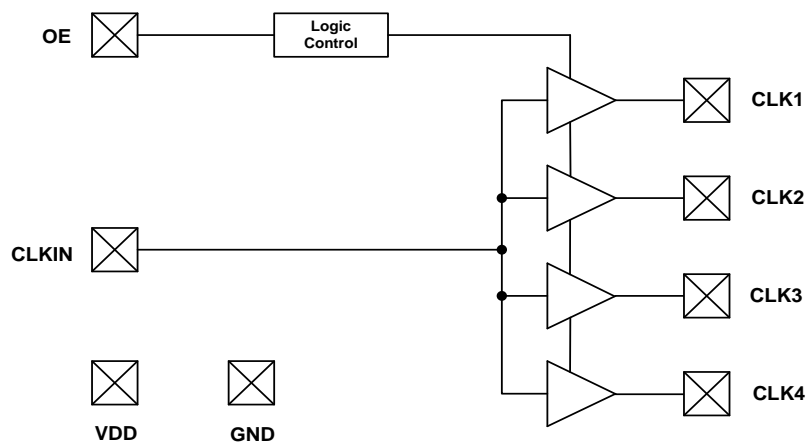 OE
Logic
Control
CLK1
CLK2
CLKIN
CLK3
CLK4
VDD
GND